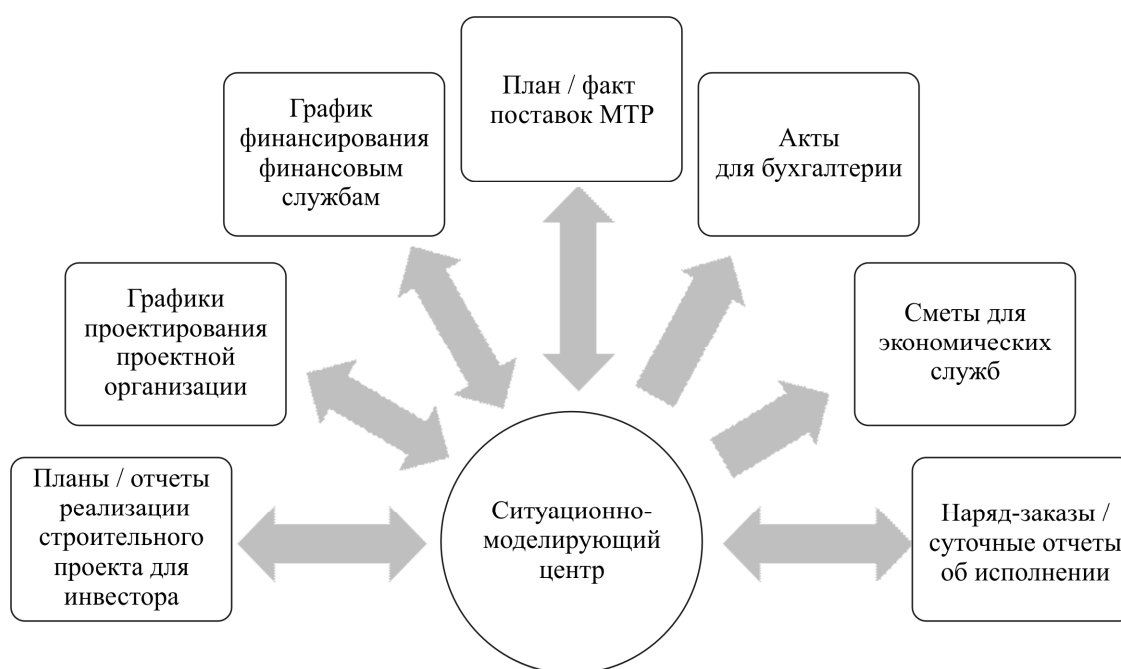 План / факт
поставок МТР
График
финансирования
финансовым
службам
Акты
для бухгалтерии
Графики
проектирования
проектной
организации
Сметы для
экономических
служб
Планы / отчеты
реализации
строительного
проекта для
инвестора
Ситуационно-
моделирующий
центр
Наряд-заказы /
суточные отчеты
об исполнении